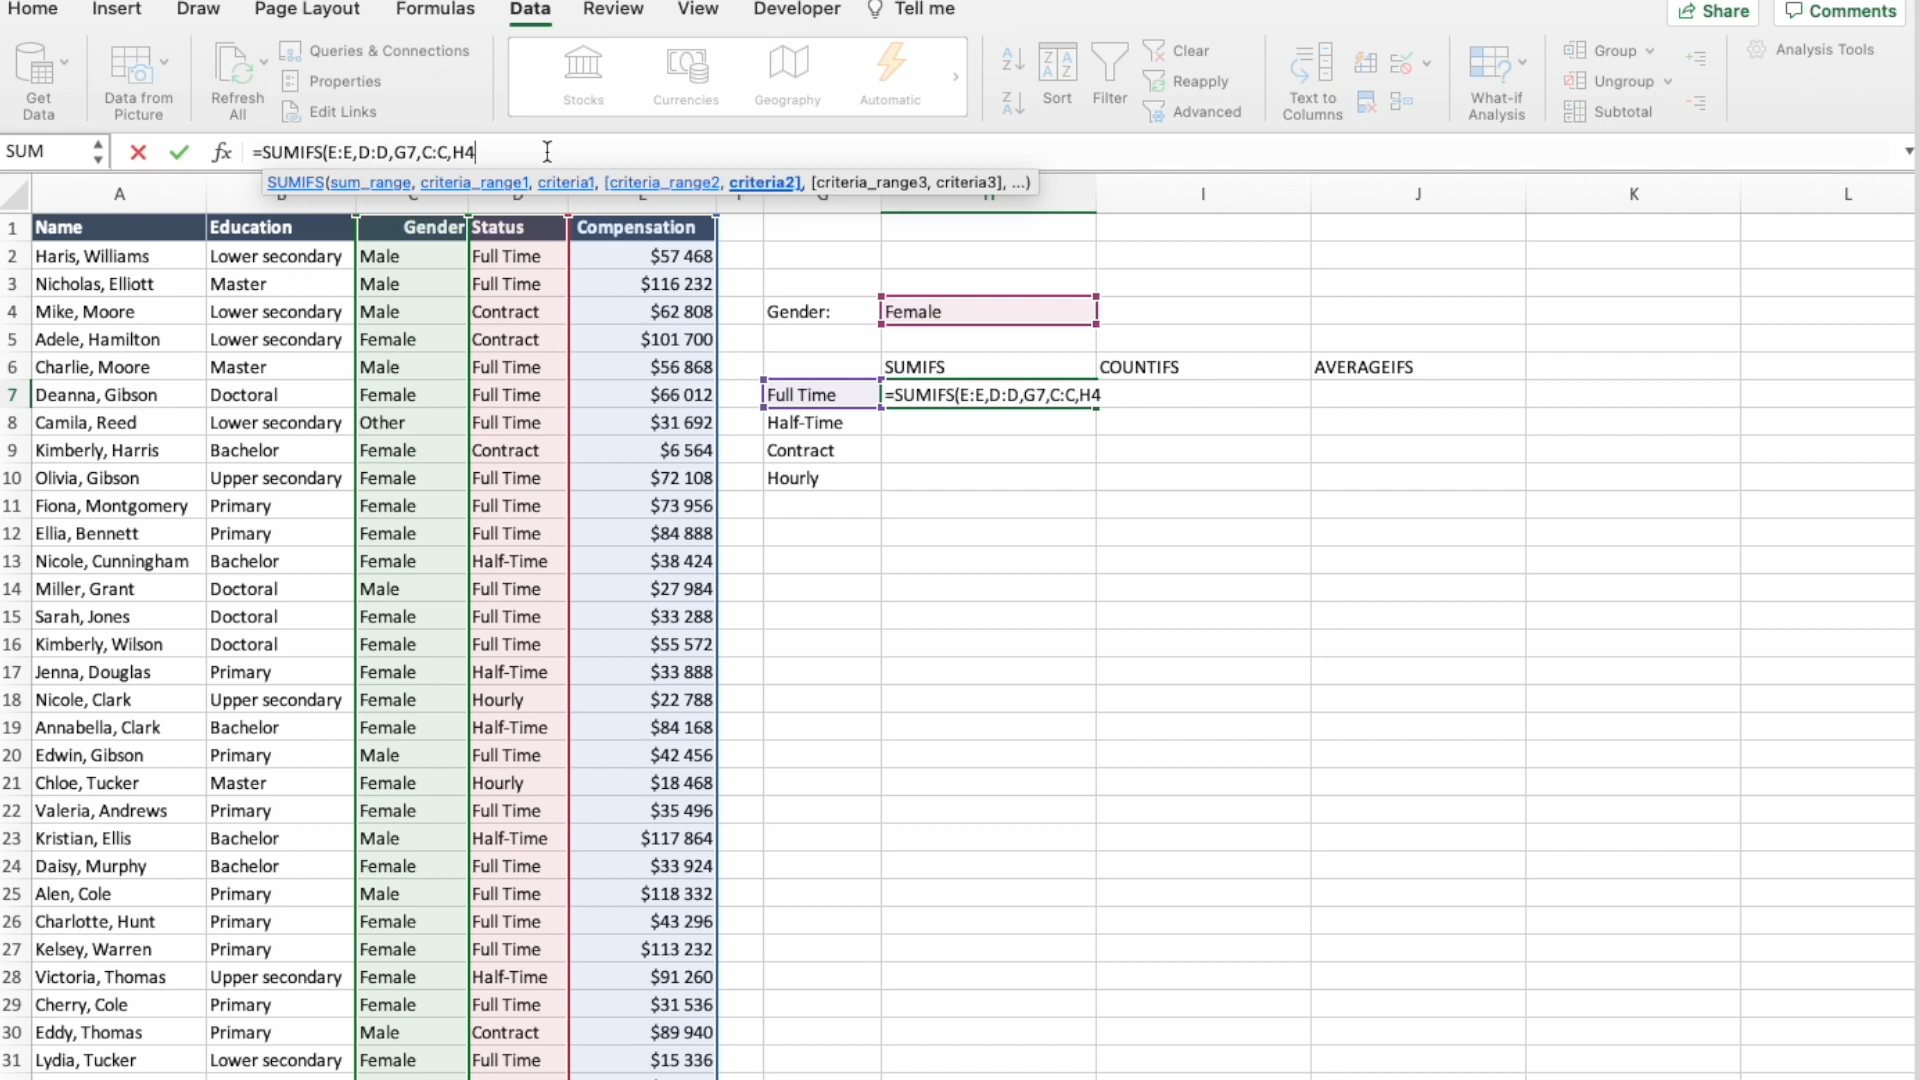 Home Insert Draw Page Layout Formulas Data Review View Developer Tell me Share Comments
Get Data
Data from Picture
Refresh All
Queries & Connections
Properties
Edit Links
Stocks Currencies Geography Automatic
Sort
Filter
Clear
Reapply
Advanced
Text to Columns
What-if Analysis
Group
Ungroup
Subtotal
Analysis Tools
SUM fx =SUMIFS(E:E,D:D,G7,C:C,H4
SUMIFS(sum_range, criteria_range1, criteria1, [criteria_range2, criteria2], [criteria_range3, criteria3], ...)
A I J K L
1 Name Education Gender Status Compensation
2 Haris, Williams Lower secondary Male Full Time $57 468
3 Nicholas, Elliott Master Male Full Time $116 232
4 Mike, Moore Lower secondary Male Contract $62 808 Gender: Female
5 Adele, Hamilton Lower secondary Female Contract $101 700
6 Charlie, Moore Master Male Full Time $56 868 SUMIFS COUNTIFS AVERAGEIFS
7 Deanna, Gibson Doctoral Female Full Time $66 012 Full Time =SUMIFS(E:E,D:D,G7,C:C,H4
8 Camila, Reed Lower secondary Other Full Time $31 692 Half-Time
9 Kimberly, Harris Bachelor Female Contract $6 564 Contract
10 Olivia, Gibson Upper secondary Female Full Time $72 108 Hourly
11 Fiona, Montgomery Primary Female Full Time $73 956
12 Ellia, Bennett Primary Female Full Time $84 888
13 Nicole, Cunningham Bachelor Female Half-Time $38 424
14 Miller, Grant Doctoral Male Full Time $27 984
15 Sarah, Jones Doctoral Female Full Time $33 288
16 Kimberly, Wilson Doctoral Female Full Time $55 572
17 Jenna, Douglas Primary Female Half-Time $33 888
18 Nicole, Clark Upper secondary Female Hourly $22 788
19 Annabella, Clark Bachelor Female Half-Time $84 168
20 Edwin, Gibson Primary Male Full Time $42 456
21 Chloe, Tucker Master Female Hourly $18 468
22 Valeria, Andrews Primary Female Full Time $35 496
23 Kristian, Ellis Bachelor Male Half-Time $117 864
24 Daisy, Murphy Bachelor Female Full Time $33 924
25 Alen, Cole Primary Male Full Time $118 332
26 Charlotte, Hunt Primary Female Full Time $43 296
27 Kelsey, Warren Primary Female Full Time $113 232
28 Victoria, Thomas Upper secondary Female Half-Time $91 260
29 Cherry, Cole Primary Female Full Time $31 536
30 Eddy, Thomas Primary Male Contract $89 940
31 Lydia, Tucker Lower secondary Female Full Time $15 336